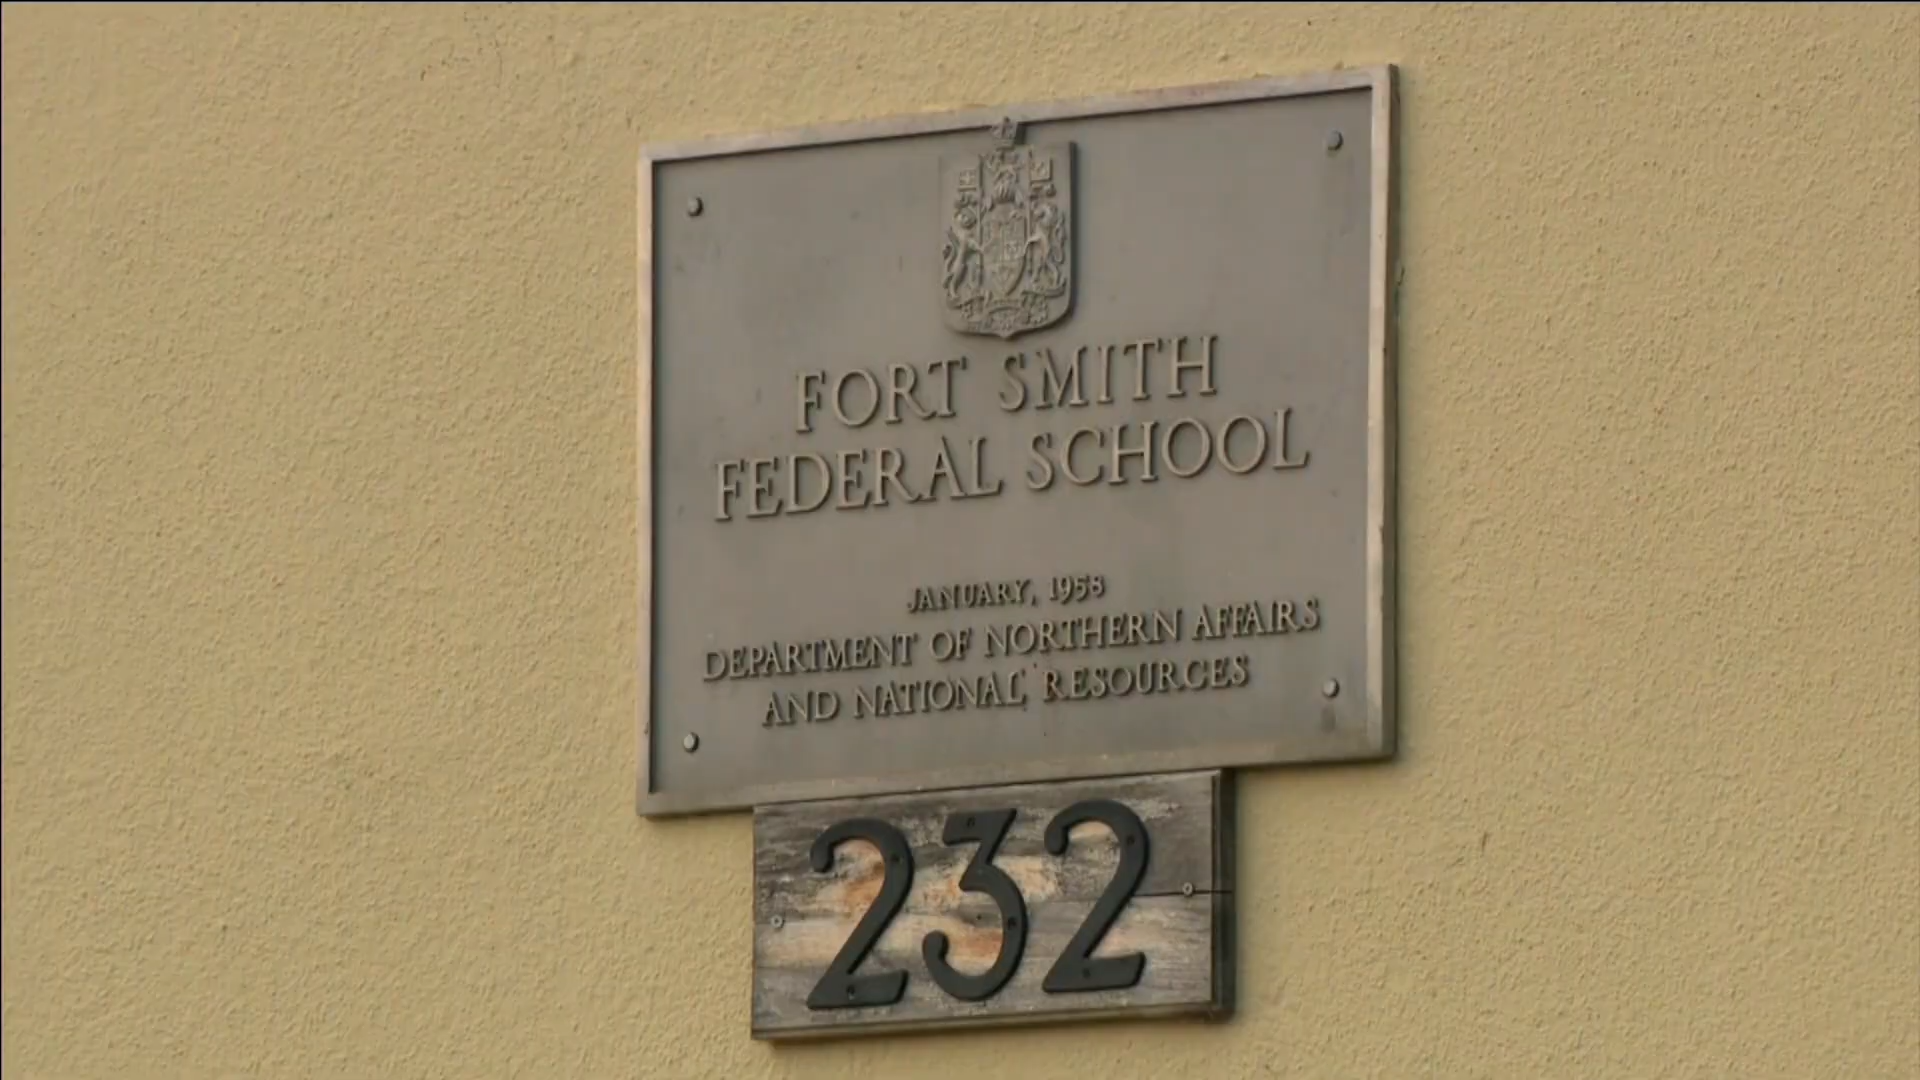 FORT SMITH
FEDERAL SCHOOL
JANUARY, 1958
DEPARTMENT OF NORTHERN AFFAIRS
AND NATIONAL RESOURCES
232